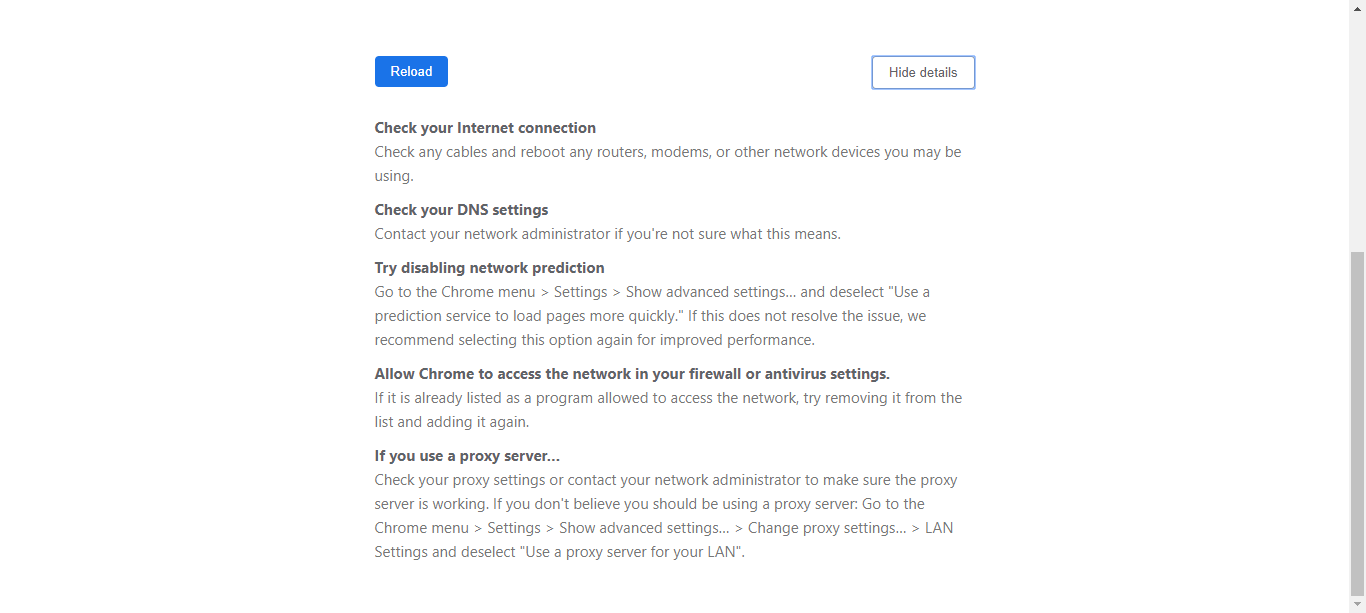 Reload
Hide details
Check your Internet connection
Check any cables and reboot any routers, modems, or other network devices you may be
using.
Check your DNS settings
Contact your network administrator if you're not sure what this means.
Try disabling network prediction
Go to the Chrome menu > Settings > Show advanced settings... and deselect "Use a
prediction service to load pages more quickly." If this does not resolve the issue, we
recommend selecting this option again for improved performance.
Allow Chrome to access the network in your firewall or antivirus settings.
If it is already listed as a program allowed to access the network, try removing it from the
list and adding it again.
If you use a proxy server...
Check your proxy settings or contact your network administrator to make sure the proxy
server is working. If you don't believe you should be using a proxy server: Go to the
Chrome menu > Settings > Show advanced settings... > Change proxy settings... > LAN
Settings and deselect "Use a proxy server for your LAN".